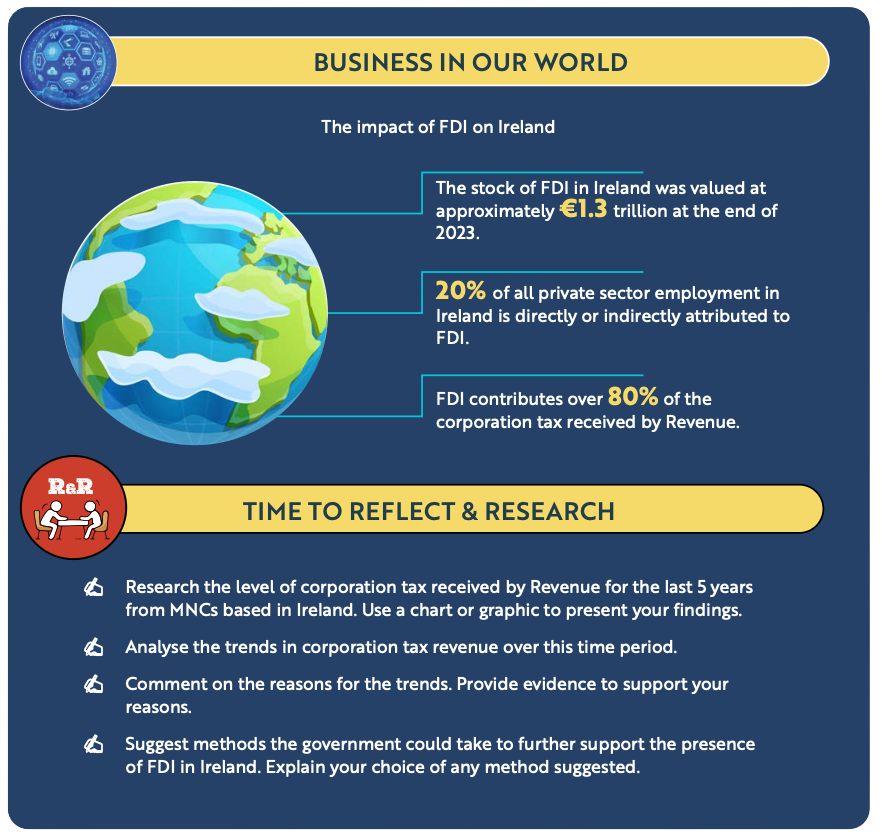 BUSINESS IN OUR WORLD
The impact of FDI on Ireland
The stock of FDI in Ireland was valued at
approximately €1.3 trillion at the end of
2023.
20% of all private sector employment in
Ireland is directly or indirectly attributed to
FDI.
FDI contributes over 80% of the
corporation tax received by Revenue.
R&R
TIME TO REFLECT & RESEARCH
Research the level of corporation tax received by Revenue for the last 5 years
from MNCs based in Ireland. Use a chart or graphic to present your findings.
Analyse the trends in corporation tax revenue over this time period.
Comment on the reasons for the trends. Provide evidence to support your
reasons.
Suggest methods the government could take to further support the presence
of FDI in Ireland. Explain your choice of any method suggested.